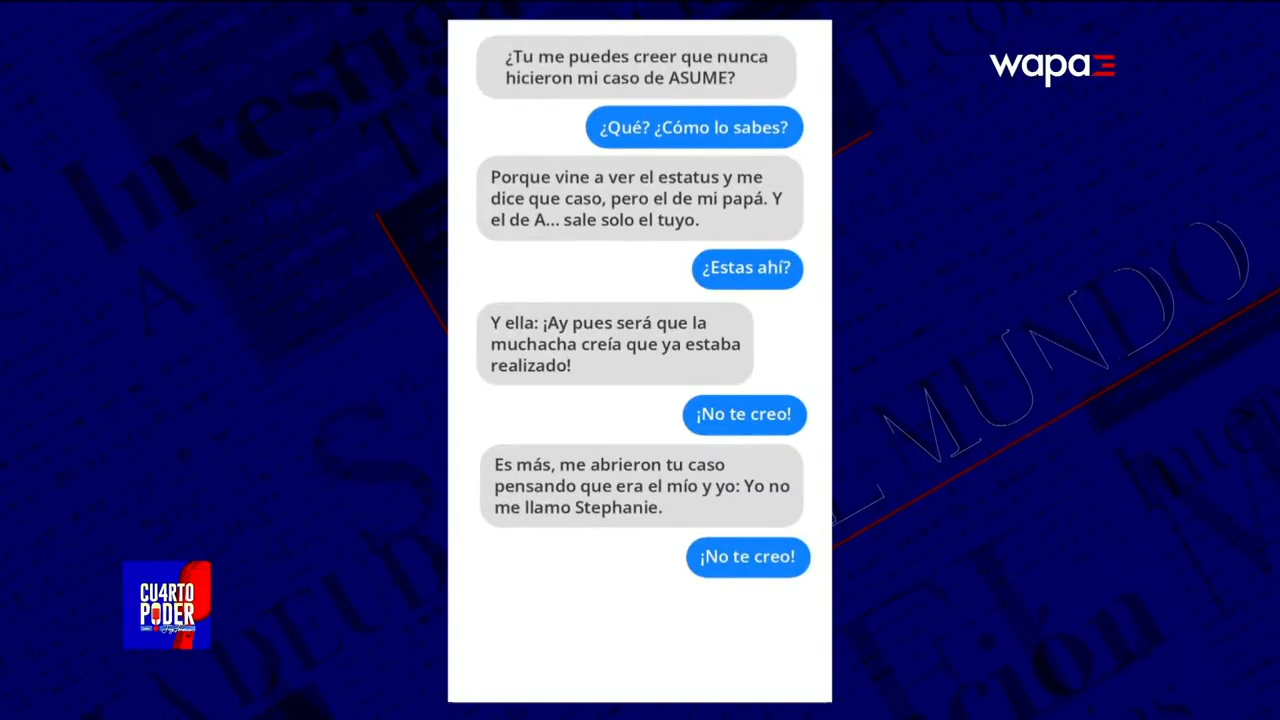 ¿Tu me puedes creer que nunca
hicieron mi caso de ASUME?
wapa
¿Qué? ¿Cómo lo sabes?
Porque vine a ver el estatus y me
dice que caso, pero el de mi papá. Y
el de A... sale solo el tuyo.
¿Estas ahí?
Y ella: ¡Ay pues será que la
muchacha creía que ya estaba
realizado!
¡No te creo!
Es más, me abrieron tu caso
pensando que era el mío y yo: Yo no
me llamo Stephanie.
¡No te creo!
CU4RTO
PODER
MUNDO